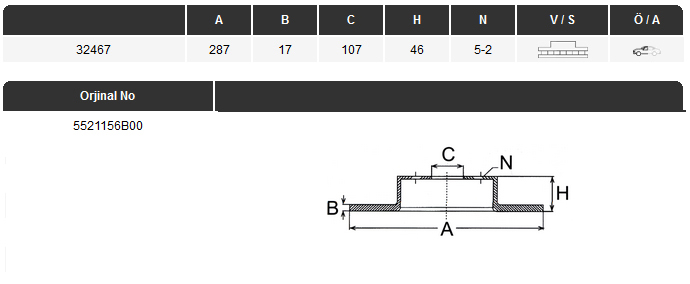 A B C H N V / S Ö / A
32467 287 17 107 46 5-2
Orjinal No
5521156B00
C N
B H
A